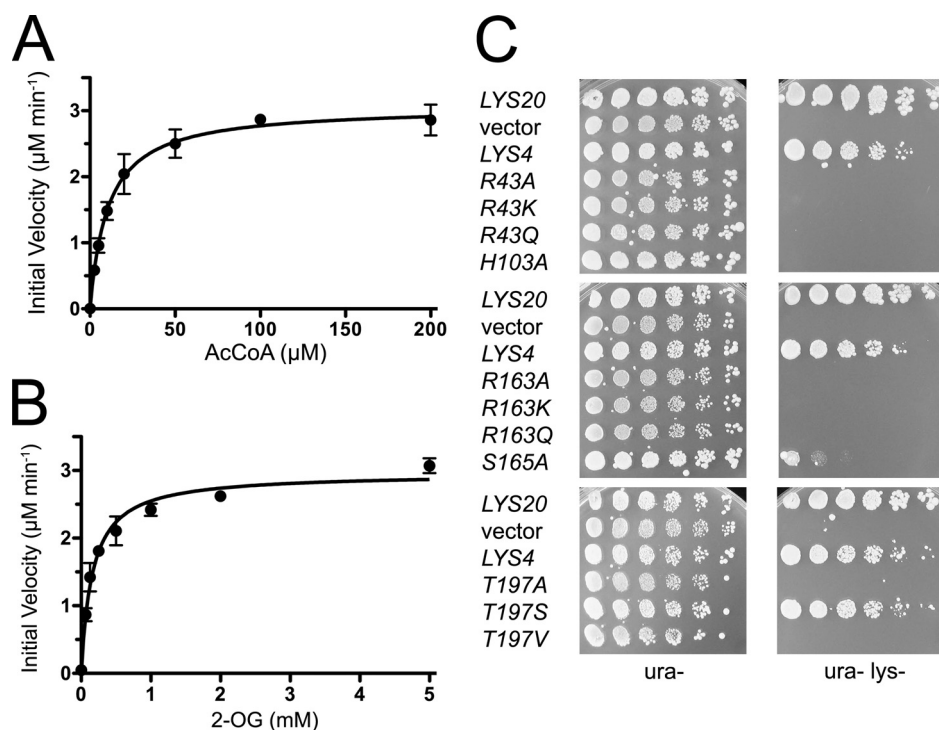 A
Initial Velocity (µM min⁻¹)
3
2
1
0
0 50 100 150 200
AcCoA (µM)
B
Initial Velocity (µM min⁻¹)
3
2
1
0
0 1 2 3 4 5
2-OG (mM)
C
LYS20
vector
LYS4
R43A
R43K
R43Q
H103A
LYS20
vector
LYS4
R163A
R163K
R163Q
S165A
LYS20
vector
LYS4
T197A
T197S
T197V
ura- ura- lys-